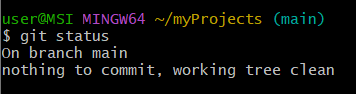 user@MSI MINGW64 ~/myProjects (main)
$ git status
On branch main
nothing to commit, working tree clean